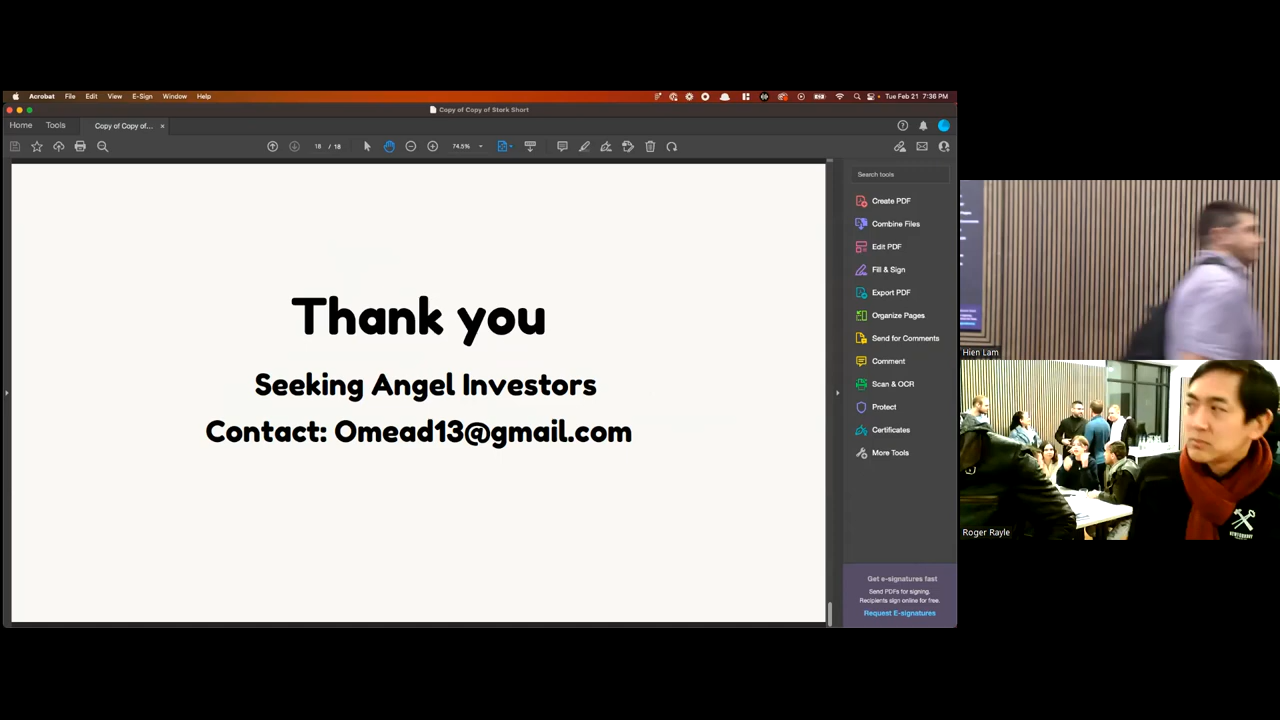 Acrobat File Edit View E-Sign Window Help
Tue Feb 21 7:36 PM
Copy of Copy of Stork Short
Home Tools Copy of Copy of... ×
18 / 18
74.5%
Search tools
Create PDF
Combine Files
Edit PDF
Fill & Sign
Export PDF
Organize Pages
Send for Comments
Comment
Scan & OCR
Protect
Certificates
More Tools
Get e-signatures fast
Send PDFs for signing.
Recipients sign online for free.
Request E-signatures
Thank you
Seeking Angel Investors
Contact: Omead13@gmail.com
Hien Lam
Roger Rayle